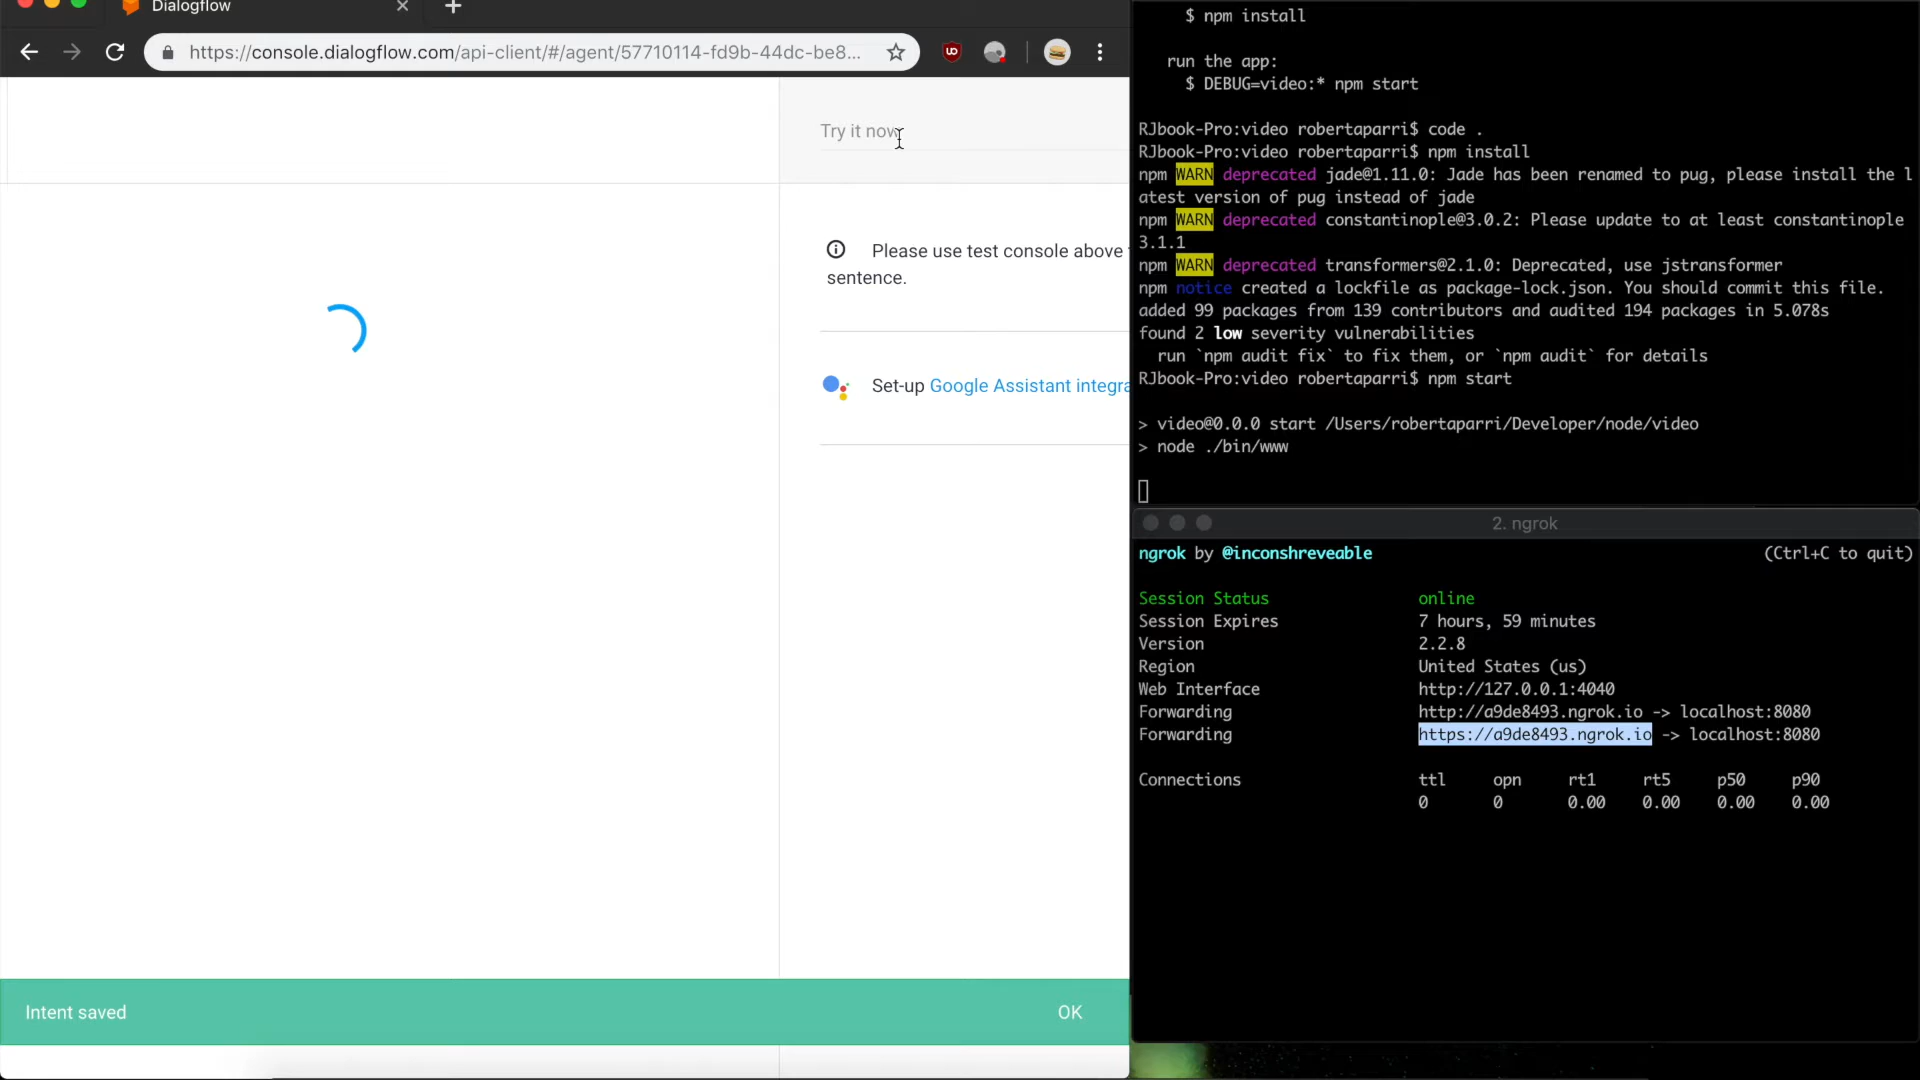 Dialogflow
https://console.dialogflow.com/api-client/#/agent/57710114-fd9b-44dc-be8...
Try it now
Please use test console above
sentence.
Set-up Google Assistant integra
Intent saved
OK
$ npm install
run the app:
$ DEBUG=video:* npm start
RJbook-Pro:video robertaparri$ code .
RJbook-Pro:video robertaparri$ npm install
npm WARN deprecated jade@1.11.0: Jade has been renamed to pug, please install the l
atest version of pug instead of jade
npm WARN deprecated constantinople@3.0.2: Please update to at least constantinople
3.1.1
npm WARN deprecated transformers@2.1.0: Deprecated, use jstransformer
npm notice created a lockfile as package-lock.json. You should commit this file.
added 99 packages from 139 contributors and audited 194 packages in 5.078s
found 2 low severity vulnerabilities
run `npm audit fix` to fix them, or `npm audit` for details
RJbook-Pro:video robertaparri$ npm start
> video@0.0.0 start /Users/robertaparri/Developer/node/video
> node ./bin/www
2. ngrok
ngrok by @inconshreveable (Ctrl+C to quit)
Session Status online
Session Expires 7 hours, 59 minutes
Version 2.2.8
Region United States (us)
Web Interface http://127.0.0.1:4040
Forwarding http://a9de8493.ngrok.io -> localhost:8080
Forwarding https://a9de8493.ngrok.io -> localhost:8080
Connections ttl opn rt1 rt5 p50 p90
0 0 0.00 0.00 0.00 0.00